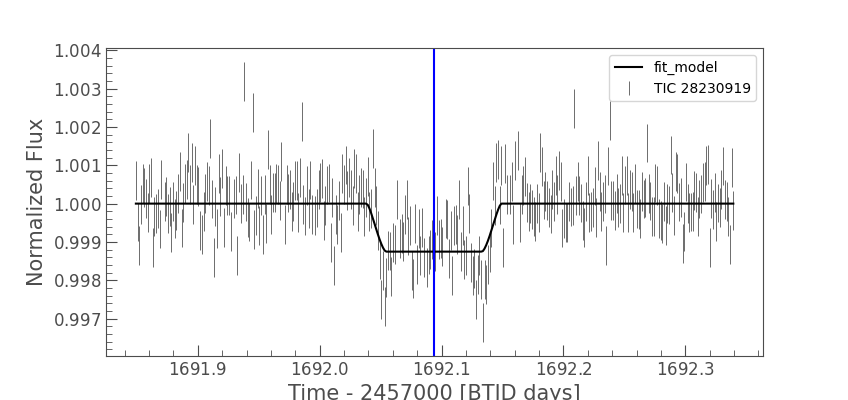 1.004
1.003
1.002
1.001
1.000
0.999
0.998
0.997
Normalized Flux
fit_model
TIC 28230919
1691.9 1692.0 1692.1 1692.2 1692.3
Time - 2457000 [BTJD days]